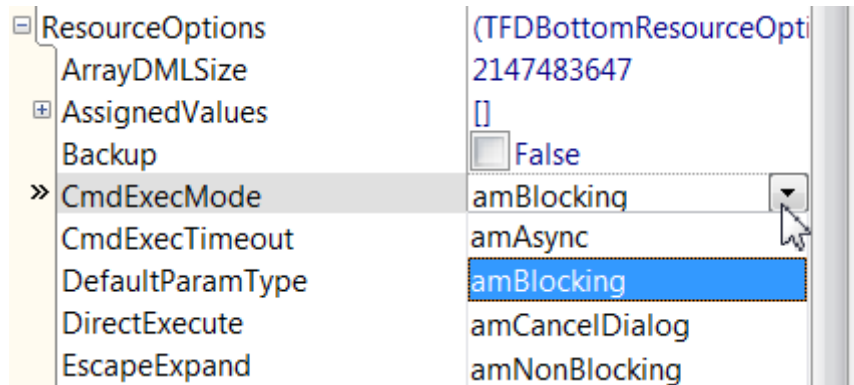 ResourceOptions (TFDBottomResourceOpti
ArrayDMLSize 2147483647
AssignedValues []
Backup False
CmdExecMode amBlocking
CmdExecTimeout amAsync
DefaultParamType amBlocking
DirectExecute amCancelDialog
EscapeExpand amNonBlocking